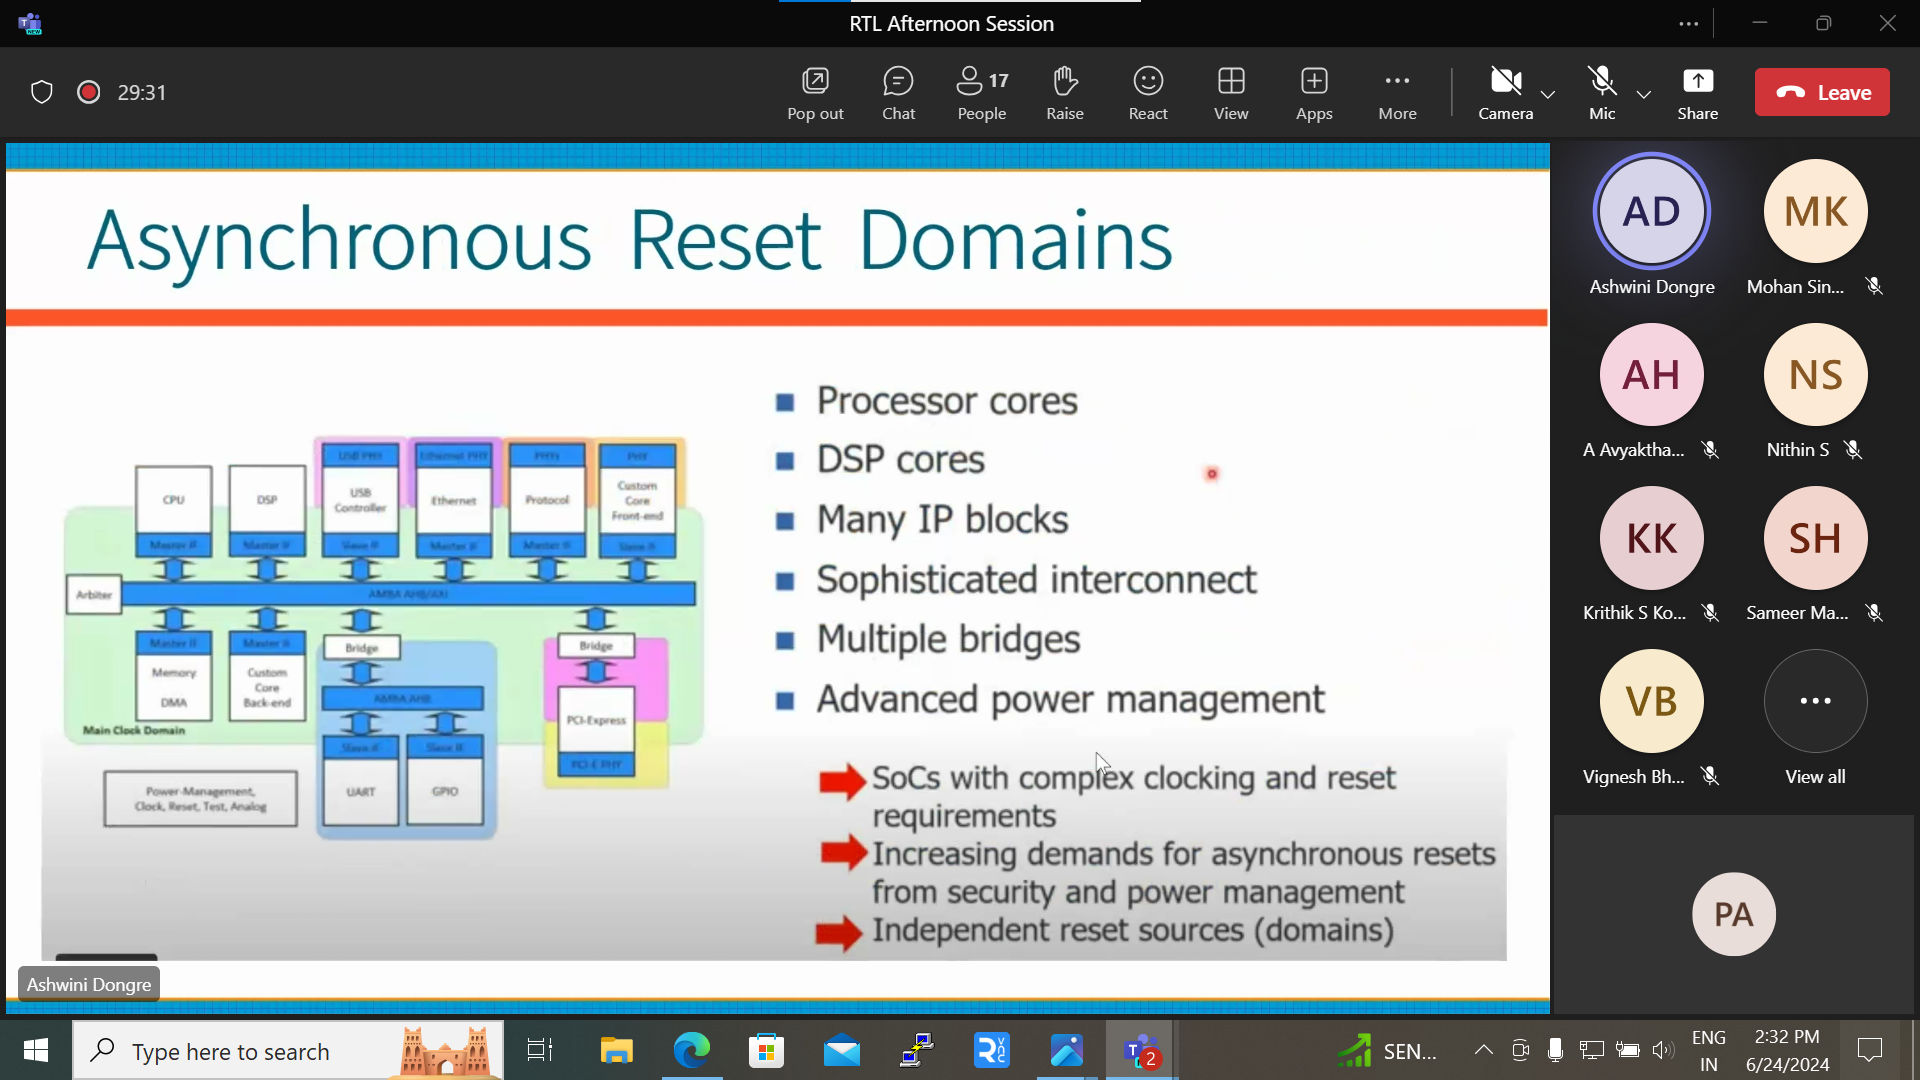 RTL Afternoon Session
29:31
Pop out
Chat
People 17
Raise
React
View
Apps
More
Camera
Mic
Share
Leave
Asynchronous Reset Domains
Processor cores
DSP cores
Many IP blocks
Sophisticated interconnect
Multiple bridges
Advanced power management
SoCs with complex clocking and reset
requirements
Increasing demands for asynchronous resets
from security and power management
Independent reset sources (domains)
USB PHY
Ethernet PHY
PHYs
PHY
CPU
DSP
USB
Controller
Ethernet
Protocol
Custom
Core
Front-end
Master IF
Master IF
Slave IF
Master IF
Master IF
Slave IF
Arbiter
AMBA AHB/AXI
Master IF
Master IF
Bridge
Bridge
Memory
DMA
Custom
Core
Back-end
AMBA AHB
PCI-Express
Main Clock Domain
Slave IF
Slave IF
PCI-E PHY
UART
GPIO
Power-Management,
Clock, Reset, Test, Analog
Ashwini Dongre
AD
Ashwini Dongre
MK
Mohan Sin...
AH
A Avyaktha...
NS
Nithin S
KK
Krithik S Ko...
SH
Sameer Ma...
VB
Vignesh Bh...
View all
PA
Type here to search
2
SEN...
ENG
IN
2:32 PM
6/24/2024